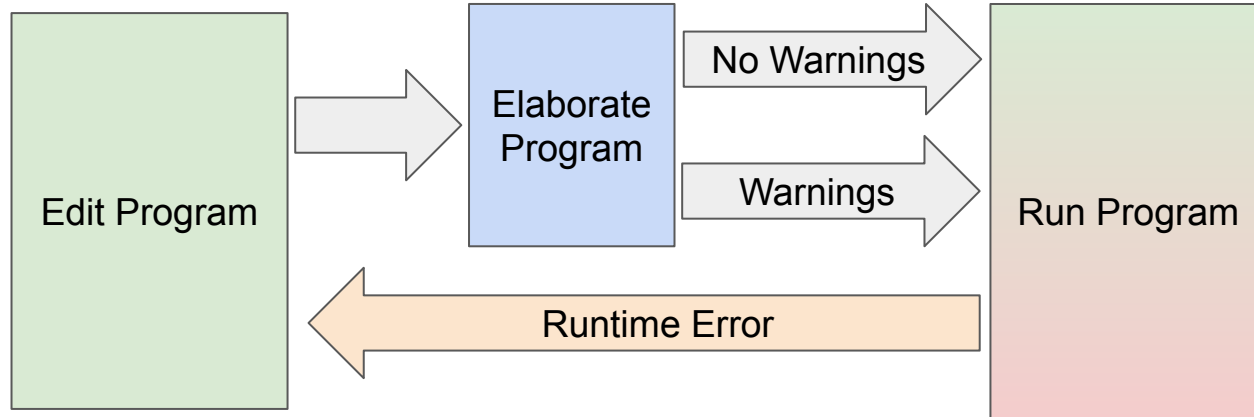 Edit Program
Elaborate
Program
No Warnings
Warnings
Run Program
Runtime Error